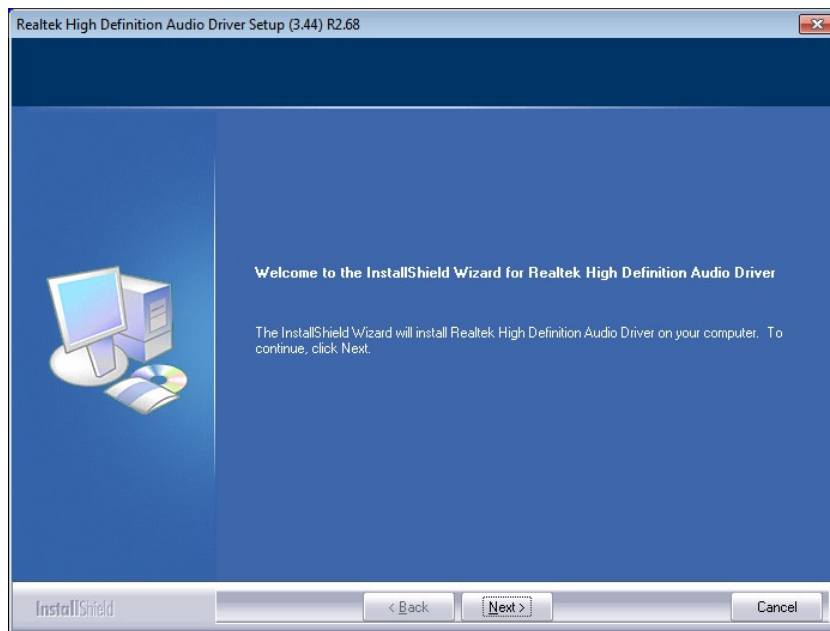 Realtek High Definition Audio Driver Setup (3.44) R2.68
Welcome to the InstallShield Wizard for Realtek High Definition Audio Driver
The InstallShield Wizard will install Realtek High Definition Audio Driver on your computer. To
continue, click Next.
InstallShield
< Back
Next >
Cancel